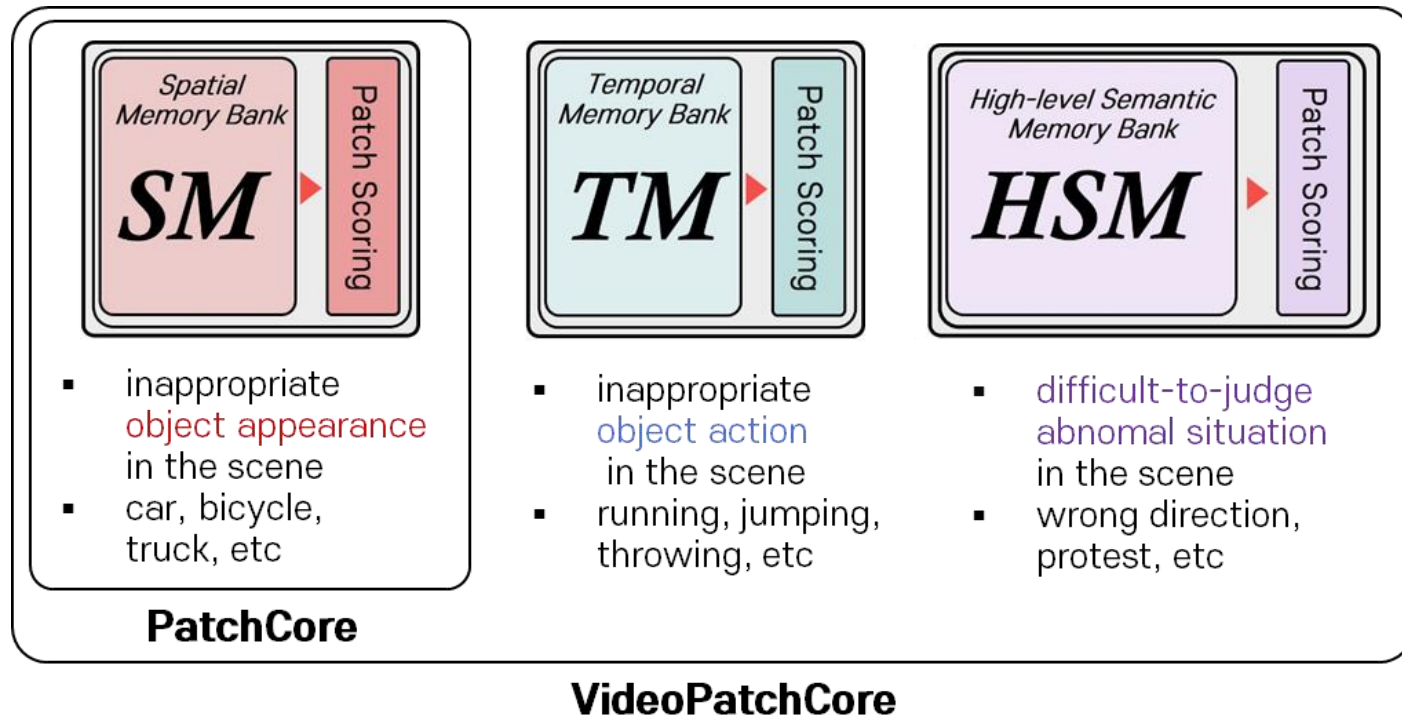 Spatial
Memory Bank
SM
Patch Scoring
inappropriate
object appearance
in the scene
car, bicycle,
truck, etc
PatchCore
Temporal
Memory Bank
TM
Patch Scoring
inappropriate
object action
in the scene
running, jumping,
throwing, etc
High-level Semantic
Memory Bank
HSM
Patch Scoring
difficult-to-judge
abnomal situation
in the scene
wrong direction,
protest, etc
VideoPatchCore